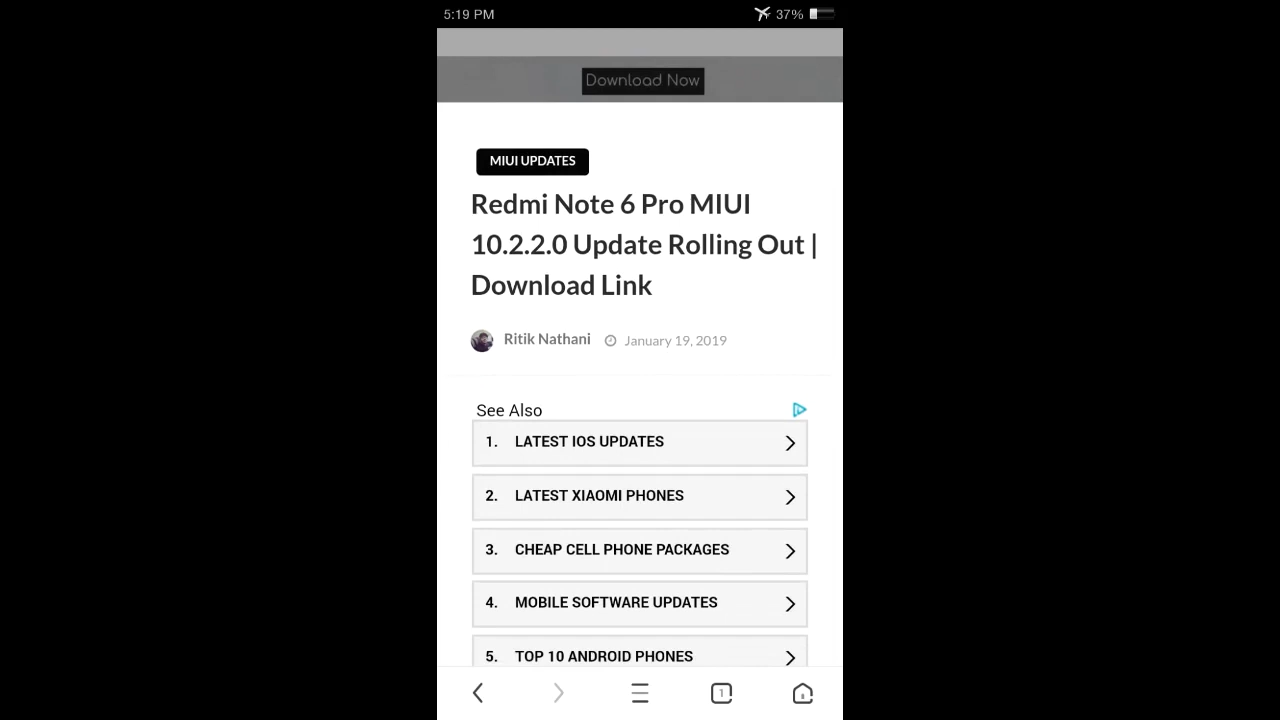 5:19 PM 37%
Download Now
MIUI UPDATES
Redmi Note 6 Pro MIUI
10.2.2.0 Update Rolling Out |
Download Link
Ritik Nathani January 19, 2019
See Also
1. LATEST IOS UPDATES
2. LATEST XIAOMI PHONES
3. CHEAP CELL PHONE PACKAGES
4. MOBILE SOFTWARE UPDATES
5. TOP 10 ANDROID PHONES
1